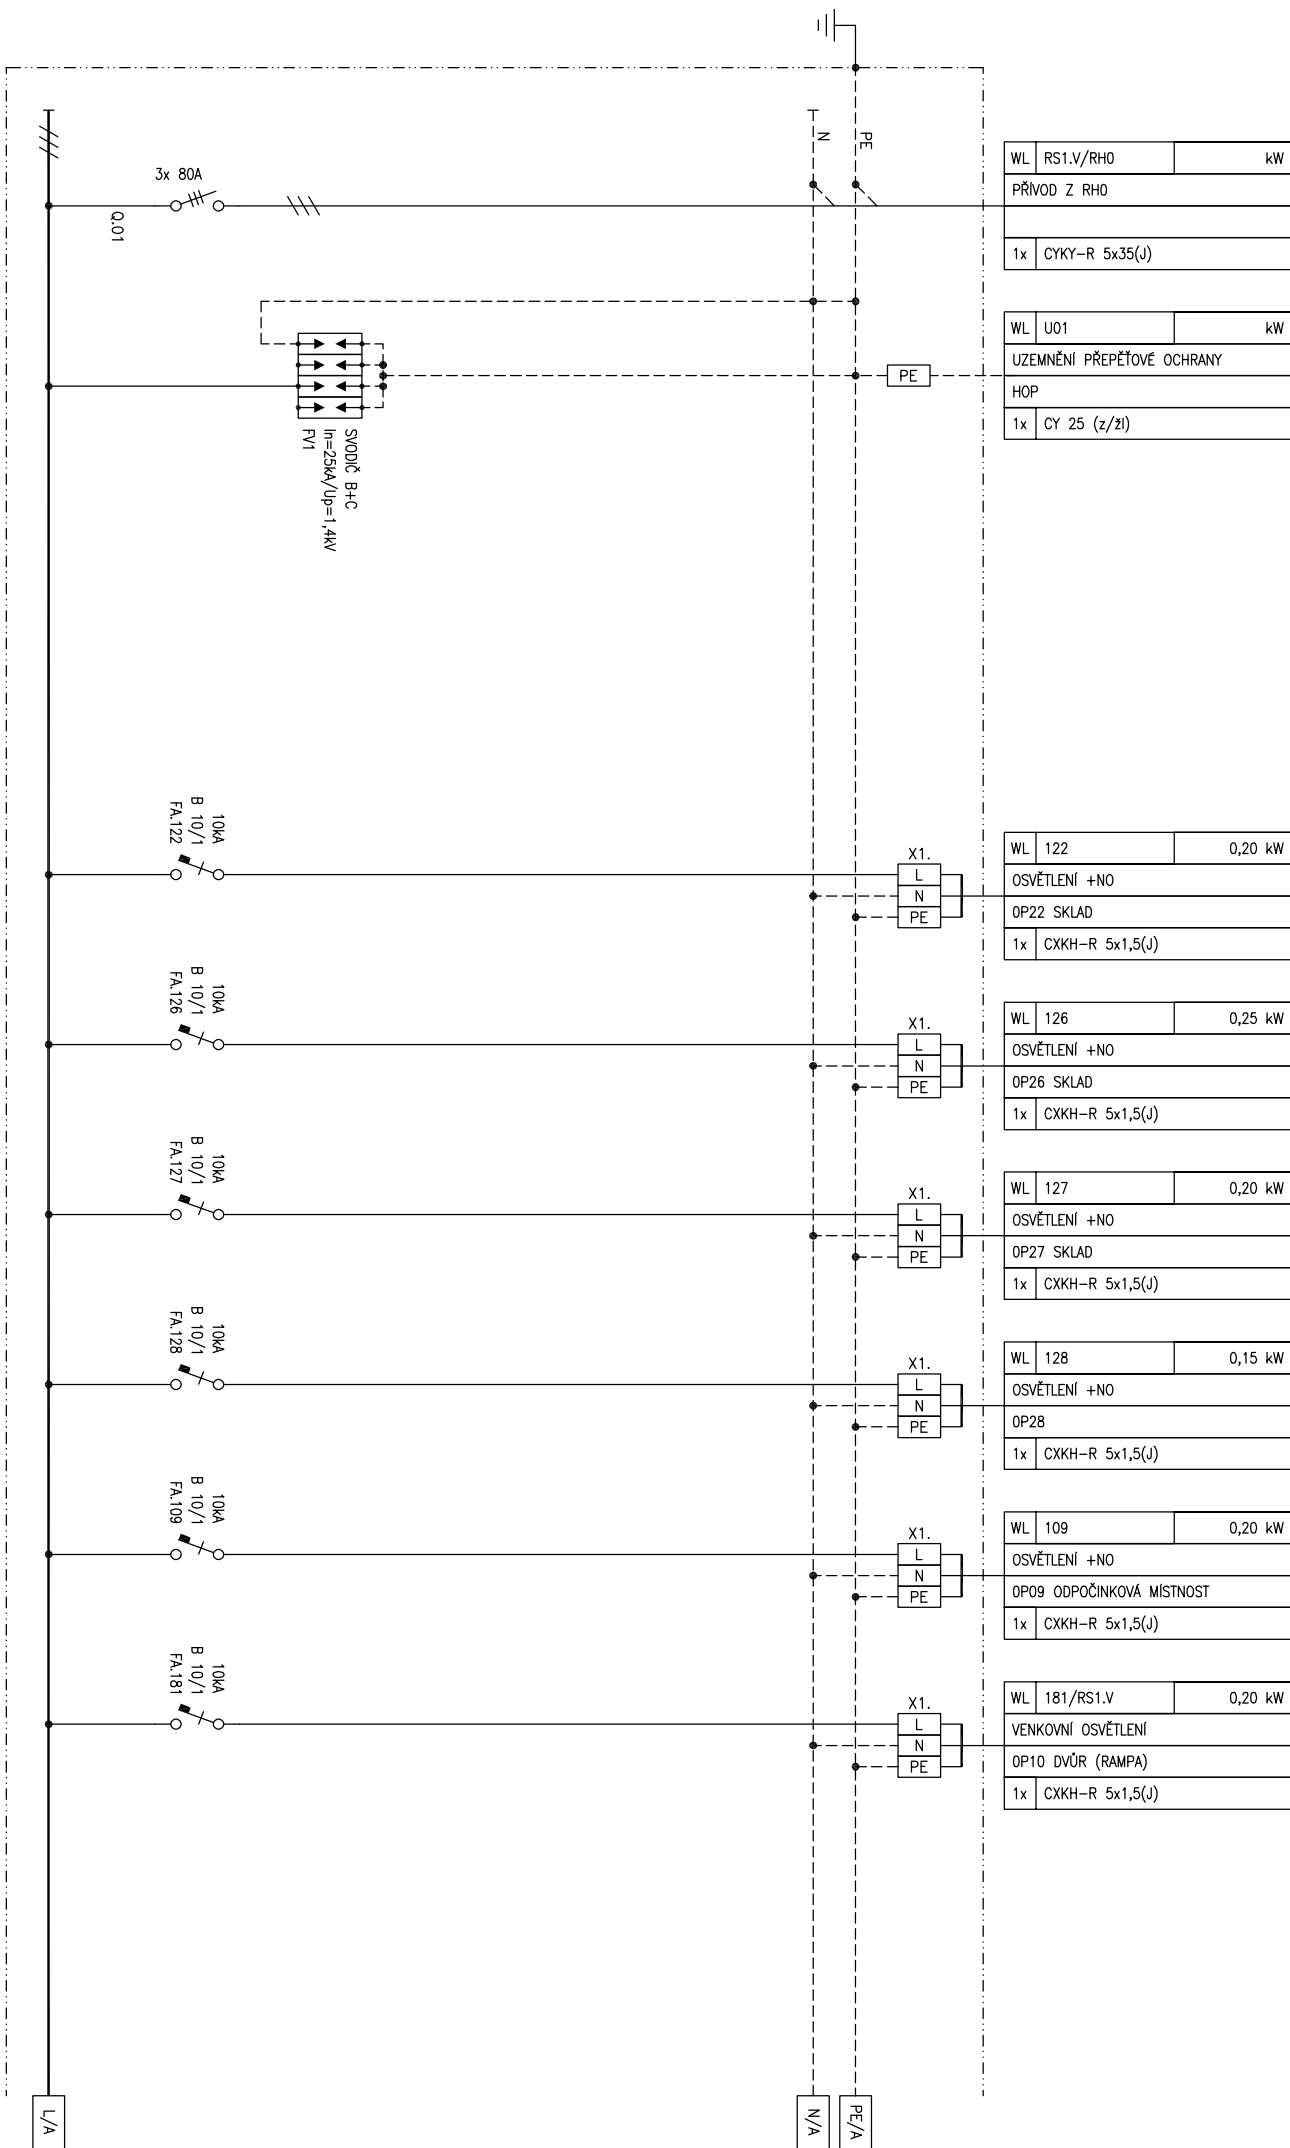 N
PE
3x 80A
Q.01
WL RS1.V/RH0 kW
PŘÍVOD Z RH0
1x CYKY-R 5x35(J)
SVODIČ B+C
In=25kA/Up=1,4kV
FV1
PE
WL U01 kW
UZEMNĚNÍ PŘEPĚŤOVÉ OCHRANY
HOP
1x CY 25 (z/žl)
10kA
B 10/1
FA.122
X1.
L
N
PE
WL 122 0,20 kW
OSVĚTLENÍ +NO
0P22 SKLAD
1x CXKH-R 5x1,5(J)
10kA
B 10/1
FA.126
X1.
L
N
PE
WL 126 0,25 kW
OSVĚTLENÍ +NO
0P26 SKLAD
1x CXKH-R 5x1,5(J)
10kA
B 10/1
FA.127
X1.
L
N
PE
WL 127 0,20 kW
OSVĚTLENÍ +NO
0P27 SKLAD
1x CXKH-R 5x1,5(J)
10kA
B 10/1
FA.128
X1.
L
N
PE
WL 128 0,15 kW
OSVĚTLENÍ +NO
0P28
1x CXKH-R 5x1,5(J)
10kA
B 10/1
FA.109
X1.
L
N
PE
WL 109 0,20 kW
OSVĚTLENÍ +NO
0P09 ODPOČINKOVÁ MÍSTNOST
1x CXKH-R 5x1,5(J)
10kA
B 10/1
FA.181
X1.
L
N
PE
WL 181/RS1.V 0,20 kW
VENKOVNÍ OSVĚTLENÍ
0P10 DVŮR (RAMPA)
1x CXKH-R 5x1,5(J)
L/A
N/A
PE/A